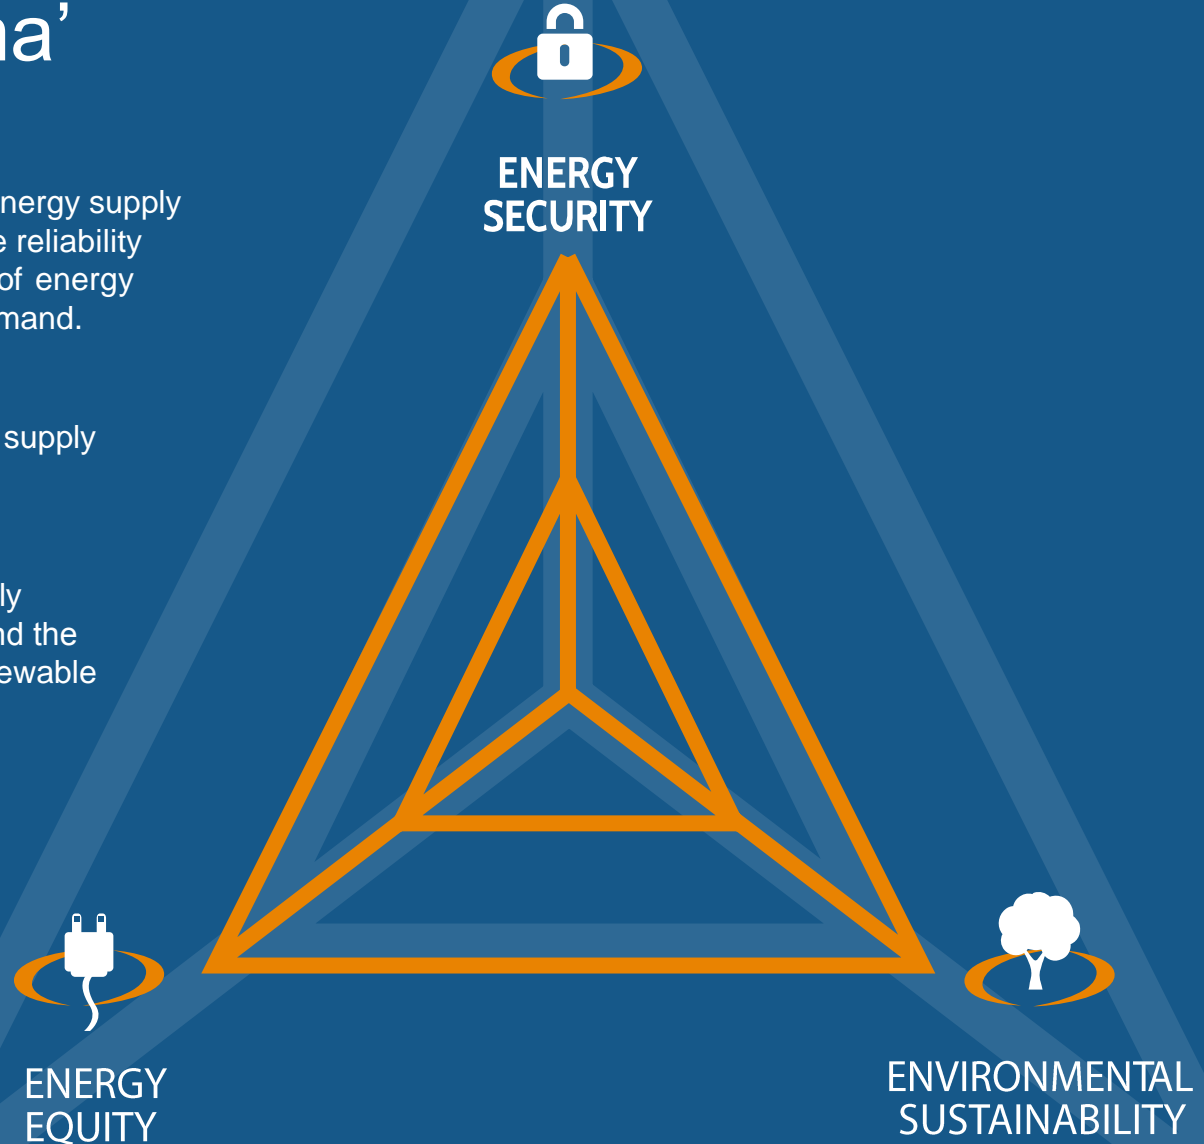 na’
nergy supply
e reliability
of energy
mand.
supply
ly
nd the
ewable
ENERGY
SECURITY
ENERGY
EQUITY
ENVIRONMENTAL
SUSTAINABILITY